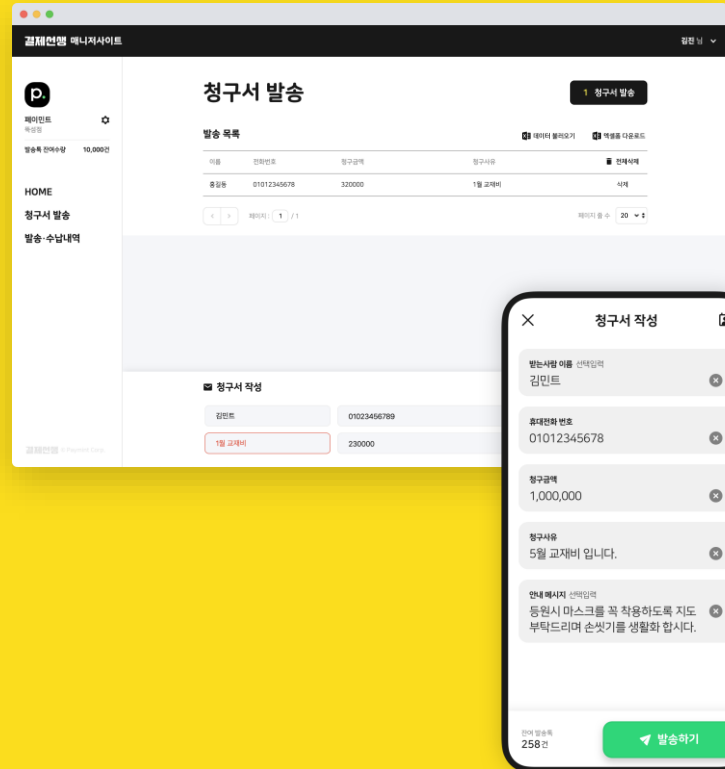 결제선생 매니저사이트
김진 님
p.
페이민트
발송톡 잔여수량 10,000건
HOME
청구서 발송
발송·수납내역
결제선생
청구서 발송
1 청구서 발송
발송 목록
데이터 불러오기 엑셀폼 다운로드
이름 전화번호 청구금액 청구사유 전체삭제
홍길동 01012345678 320000 1월 교재비 삭제
페이지: 1 / 1
페이지 줄 수 20
청구서 작성
김민트 01023456789
1월 교재비 230000
청구서 작성
받는사람 이름 선택입력
김민트
휴대전화 번호
01012345678
청구금액
1,000,000
청구사유
5월 교재비 입니다.
안내 메시지 선택입력
등원시 마스크를 꼭 착용하도록 지도
부탁드리며 손씻기를 생활화 합시다.
잔여 발송톡
258건
발송하기